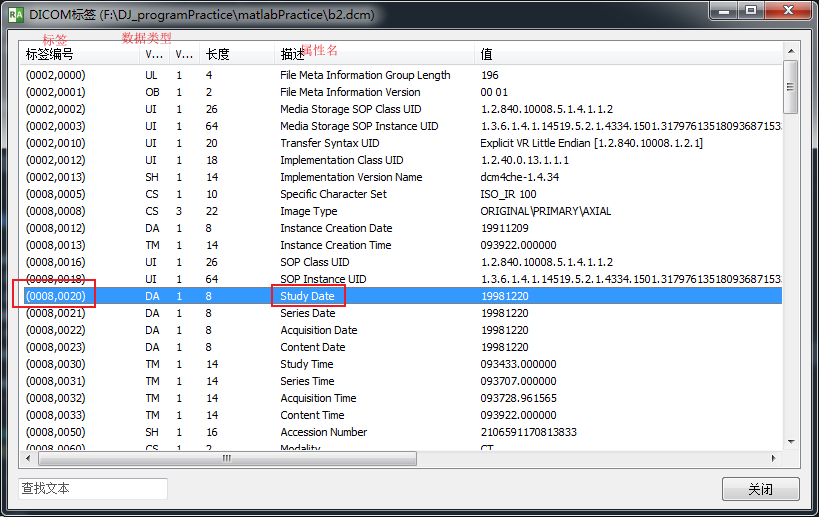 DICOM标签 (F:\DJ_programPractice\matlabPractice\b2.dcm)
标签 数据类型 属性名
标签编号 V... V... 长度 描述 值
(0002,0000) UL 1 4 File Meta Information Group Length 196
(0002,0001) OB 1 2 File Meta Information Version 00 01
(0002,0002) UI 1 26 Media Storage SOP Class UID 1.2.840.10008.5.1.4.1.1.2
(0002,0003) UI 1 64 Media Storage SOP Instance UID 1.3.6.1.4.1.14519.5.2.1.4334.1501.317976135180936871533
(0002,0010) UI 1 20 Transfer Syntax UID Explicit VR Little Endian [1.2.840.10008.1.2.1]
(0002,0012) UI 1 18 Implementation Class UID 1.2.40.0.13.1.1.1
(0002,0013) SH 1 14 Implementation Version Name dcm4che-1.4.34
(0008,0005) CS 1 10 Specific Character Set ISO_IR 100
(0008,0008) CS 3 22 Image Type ORIGINAL\PRIMARY\AXIAL
(0008,0012) DA 1 8 Instance Creation Date 19911209
(0008,0013) TM 1 14 Instance Creation Time 093922.000000
(0008,0016) UI 1 26 SOP Class UID 1.2.840.10008.5.1.4.1.1.2
(0008,0018) UI 1 64 SOP Instance UID 1.3.6.1.4.1.14519.5.2.1.4334.1501.317976135180936871533
(0008,0020) DA 1 8 Study Date 19981220
(0008,0021) DA 1 8 Series Date 19981220
(0008,0022) DA 1 8 Acquisition Date 19981220
(0008,0023) DA 1 8 Content Date 19981220
(0008,0030) TM 1 14 Study Time 093433.000000
(0008,0031) TM 1 14 Series Time 093707.000000
(0008,0032) TM 1 14 Acquisition Time 093728.961565
(0008,0033) TM 1 14 Content Time 093922.000000
(0008,0050) SH 1 16 Accession Number 2106591170813833
(0008,0060) CS 1 2 Modality CT
查找文本 关闭